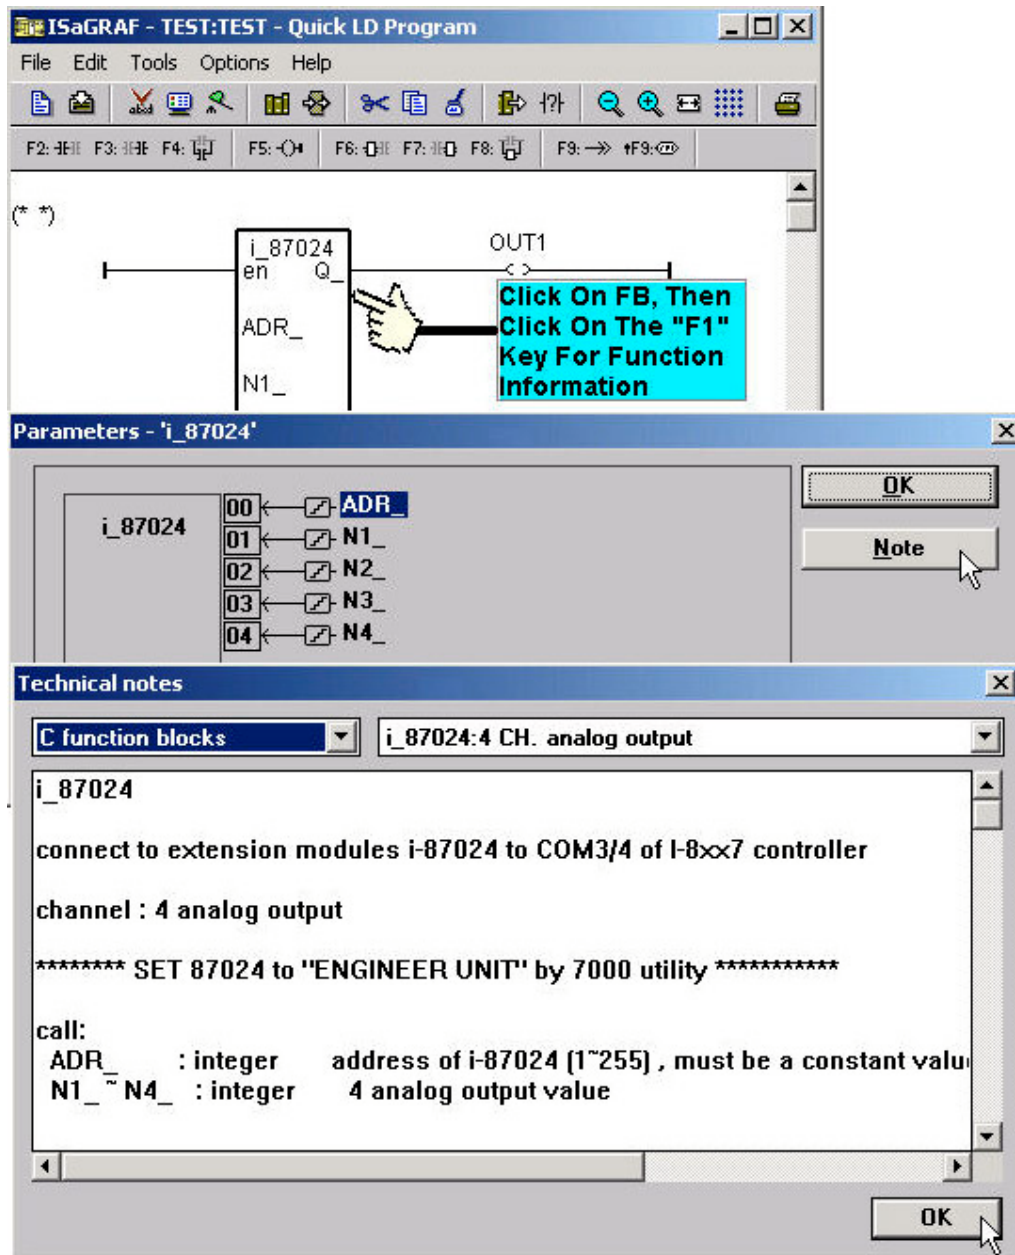 ISaGRAF - TEST:TEST - Quick LD Program
File Edit Tools Options Help
F2: F3: F4: F5: F6: F7: F8: F9: F9:
(* *)
i_87024
OUT1
en Q_
ADR_
N1_
Click On FB, Then
Click On The "F1"
Key For Function
Information
Parameters - 'i_87024'
OK
Note
i_87024
00 ADR_
01 N1_
02 N2_
03 N3_
04 N4_
Technical notes
C function blocks
i_87024:4 CH. analog output
i_87024
connect to extension modules i-87024 to COM3/4 of I-8xx7 controller
channel : 4 analog output
******** SET 87024 to "ENGINEER UNIT" by 7000 utility ***********
call:
ADR_ : integer address of i-87024 (1~255) , must be a constant valu
N1_ ~ N4_ : integer 4 analog output value
OK